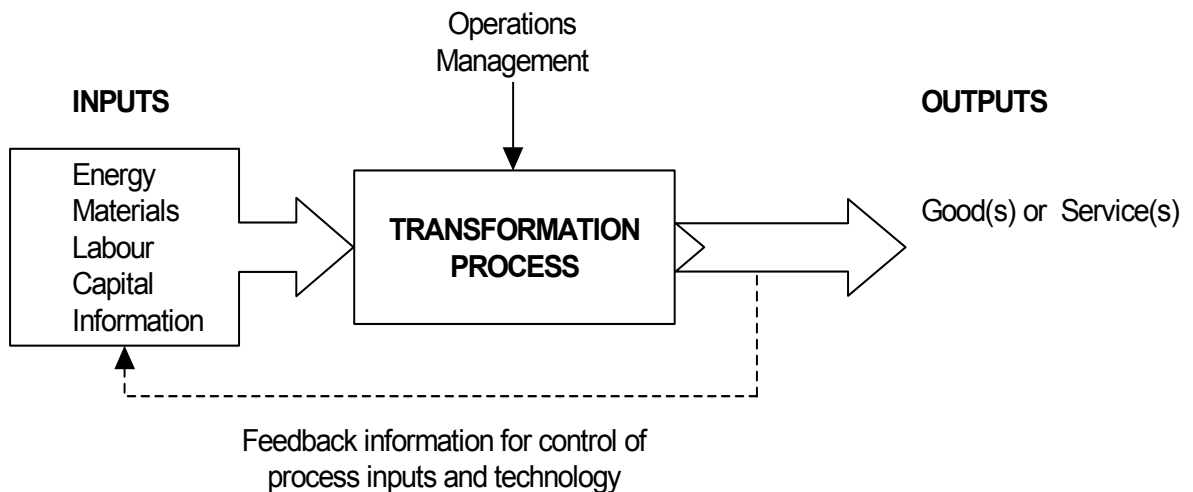 Operations
Management
INPUTS
OUTPUTS
Energy
Materials
Labour
Capital
Information
TRANSFORMATION
PROCESS
Good(s) or Service(s)
Feedback information for control of
process inputs and technology